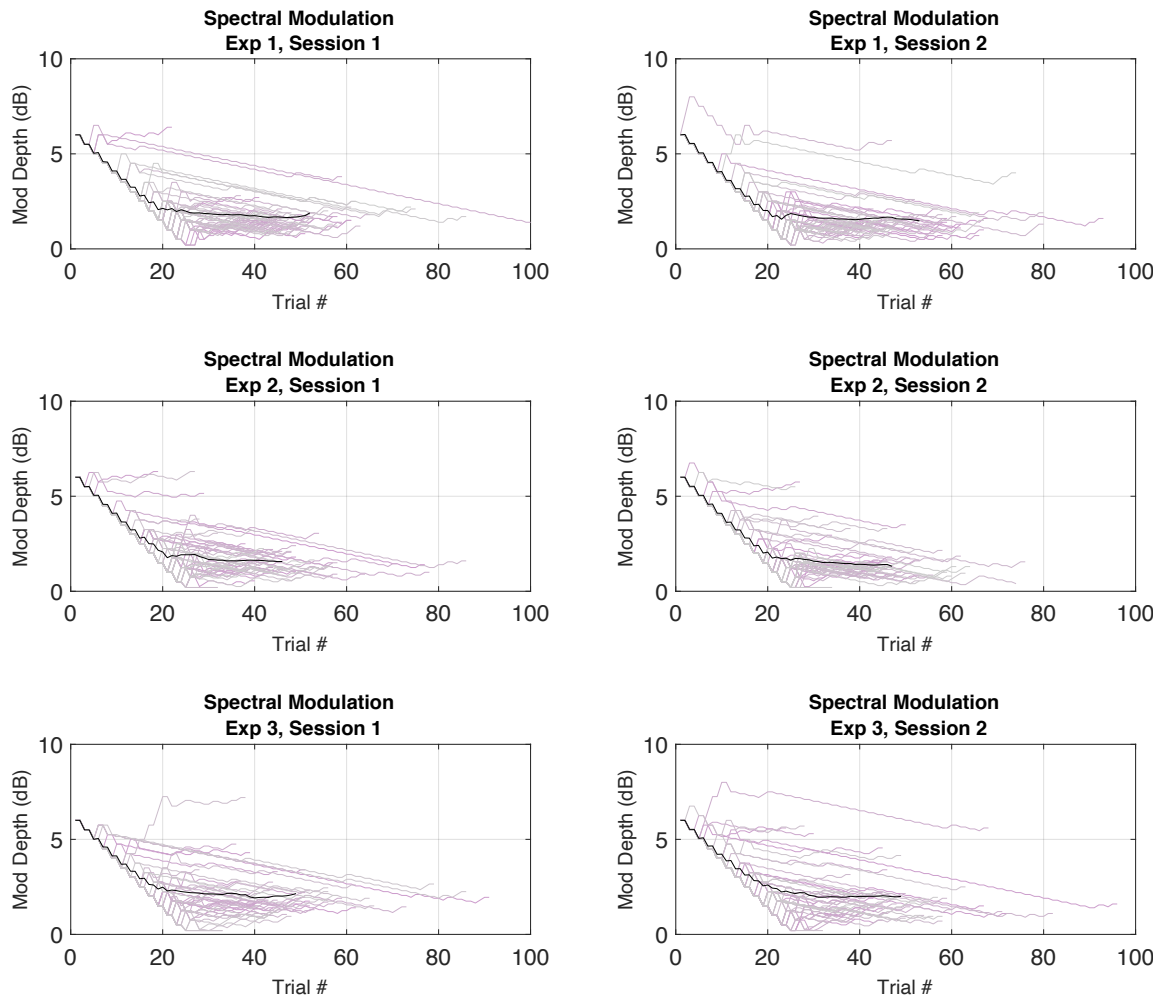 Spectral Modulation
Exp 1, Session 1
10
5
0
Mod Depth (dB)
0 20 40 60 80 100
Trial #
Spectral Modulation
Exp 1, Session 2
10
5
0
Mod Depth (dB)
0 20 40 60 80 100
Trial #
Spectral Modulation
Exp 2, Session 1
10
5
0
Mod Depth (dB)
0 20 40 60 80 100
Trial #
Spectral Modulation
Exp 2, Session 2
10
5
0
Mod Depth (dB)
0 20 40 60 80 100
Trial #
Spectral Modulation
Exp 3, Session 1
10
5
0
Mod Depth (dB)
0 20 40 60 80 100
Trial #
Spectral Modulation
Exp 3, Session 2
10
5
0
Mod Depth (dB)
0 20 40 60 80 100
Trial #